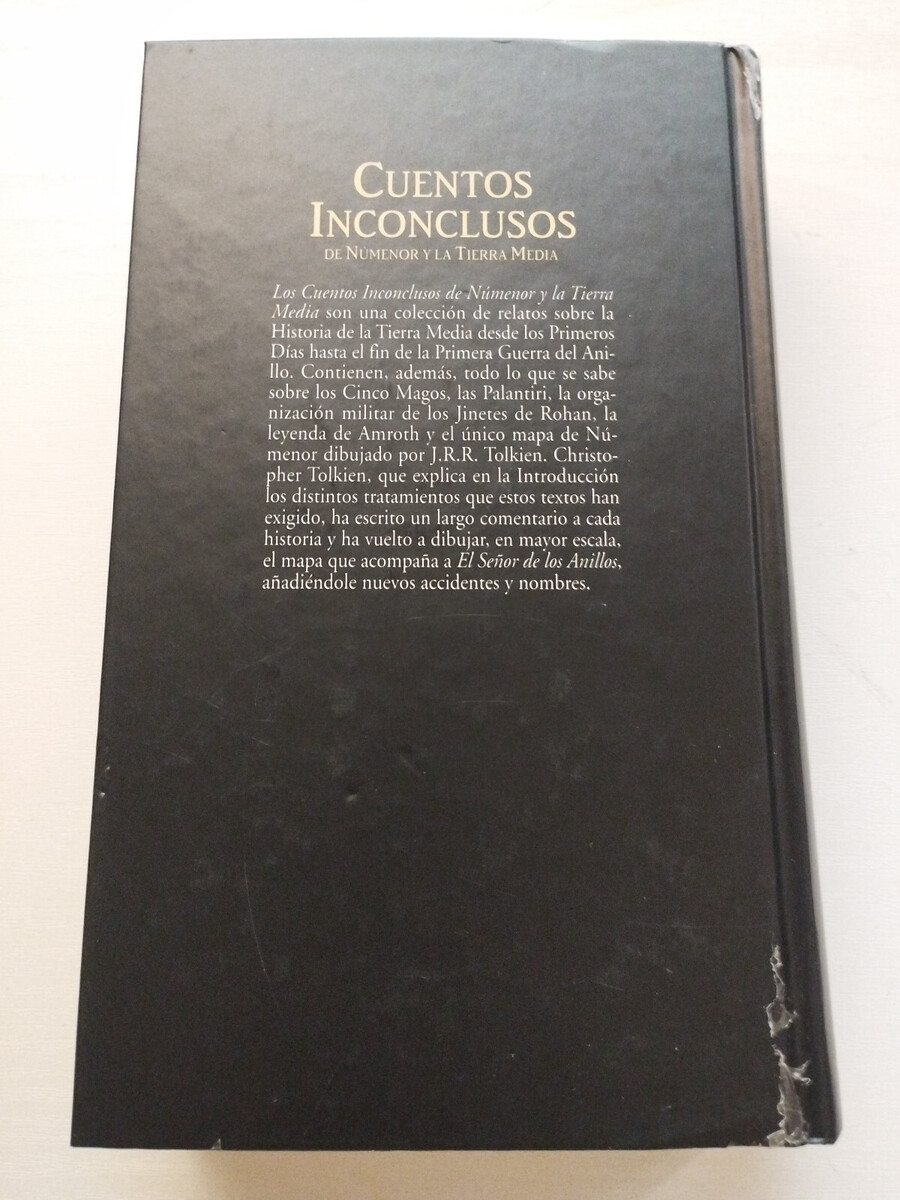 CUENTOS
INCONCLUSOS
DE NÚMENOR Y LA TIERRA MEDIA
Los Cuentos Inconclusos de Númenor y la Tierra
Media son una colección de relatos sobre la
Historia de la Tierra Media desde los Primeros
Días hasta el fin de la Primera Guerra del Ani-
llo. Contienen, además, todo lo que se sabe
sobre los Cinco Magos, las Palantiri, la orga-
nización militar de los Jinetes de Rohan, la
leyenda de Amroth y el único mapa de Nú-
menor dibujado por J.R.R. Tolkien. Christo-
pher Tolkien, que explica en la Introducción
los distintos tratamientos que estos textos han
exigido, ha escrito un largo comentario a cada
historia y ha vuelto a dibujar, en mayor escala,
el mapa que acompaña a El Señor de los Anillos,
añadiéndole nuevos accidentes y nombres.